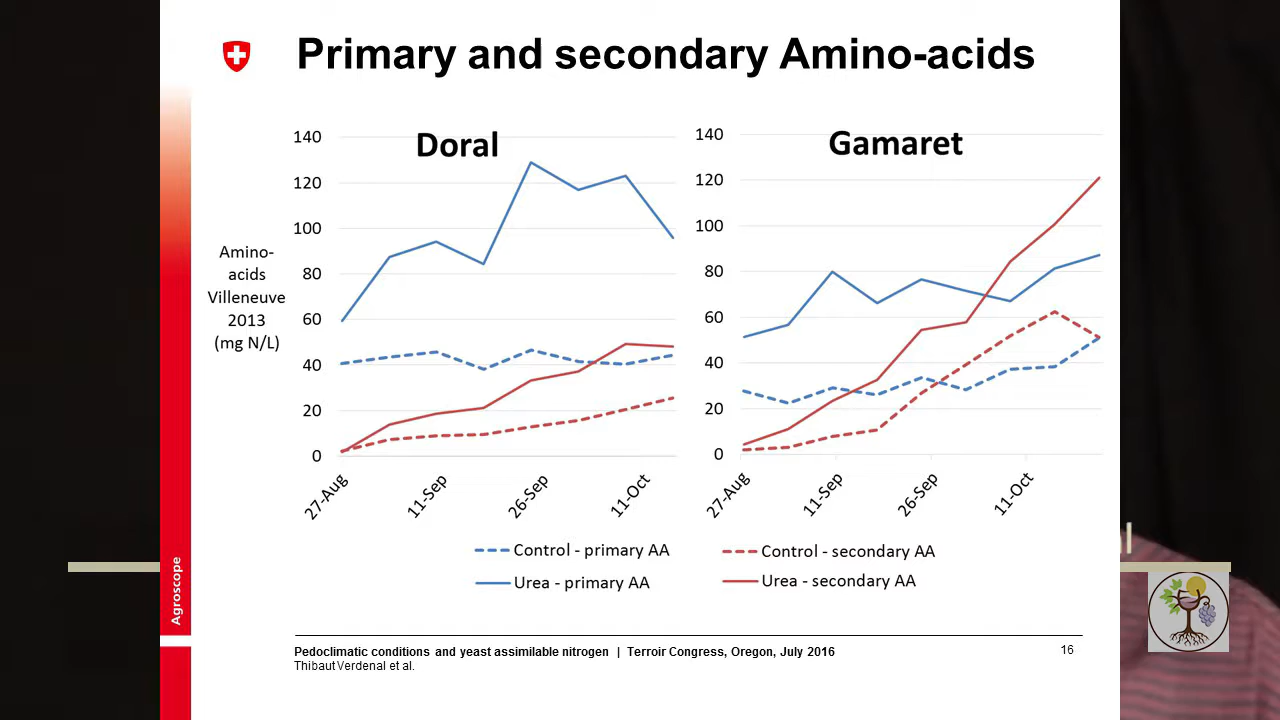 Primary and secondary Amino-acids
Doral
140
120
100
80
60
40
20
0
Amino-
acids
Villeneuve
2013
(mg N/L)
27-Aug
11-Sep
26-Sep
11-Oct
Gamaret
140
120
100
80
60
40
20
0
27-Aug
11-Sep
26-Sep
11-Oct
Control - primary AA
Control - secondary AA
Urea - primary AA
Urea - secondary AA
Agroscope
Pedoclimatic conditions and yeast assimilable nitrogen | Terroir Congress, Oregon, July 2016
16
Thibaut Verdenal et al.